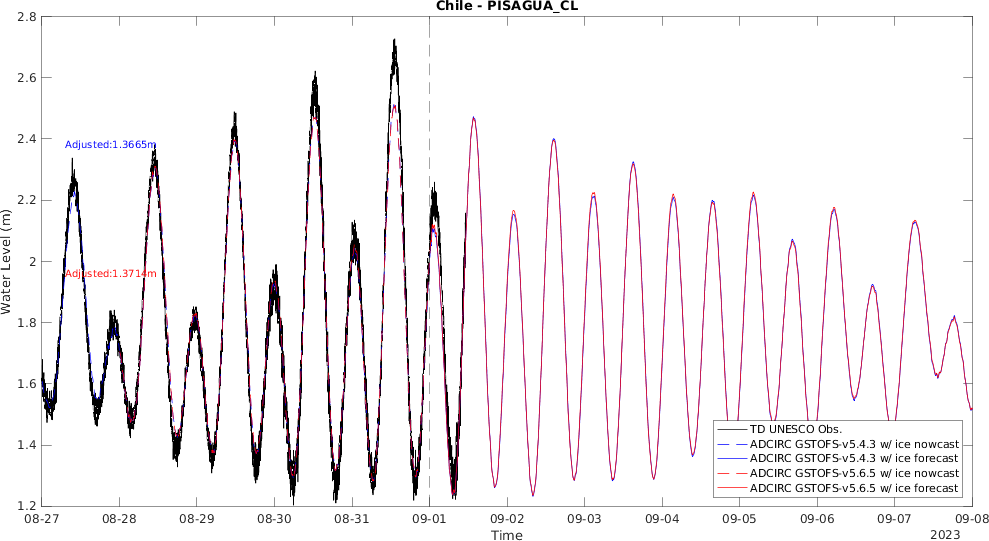 Chile - PISAGUA_CL
2.8
2.6
2.4
2.2
2
1.8
1.6
1.4
1.2
Water Level (m)
Adjusted:1.3665m
Adjusted:1.3714m
TD UNESCO Obs.
ADCIRC GSTOFS-v5.4.3 w/ ice nowcast
ADCIRC GSTOFS-v5.4.3 w/ ice forecast
ADCIRC GSTOFS-v5.6.5 w/ ice nowcast
ADCIRC GSTOFS-v5.6.5 w/ ice forecast
08-27 08-28 08-29 08-30 08-31 09-01 09-02 09-03 09-04 09-05 09-06 09-07 09-08
Time
2023